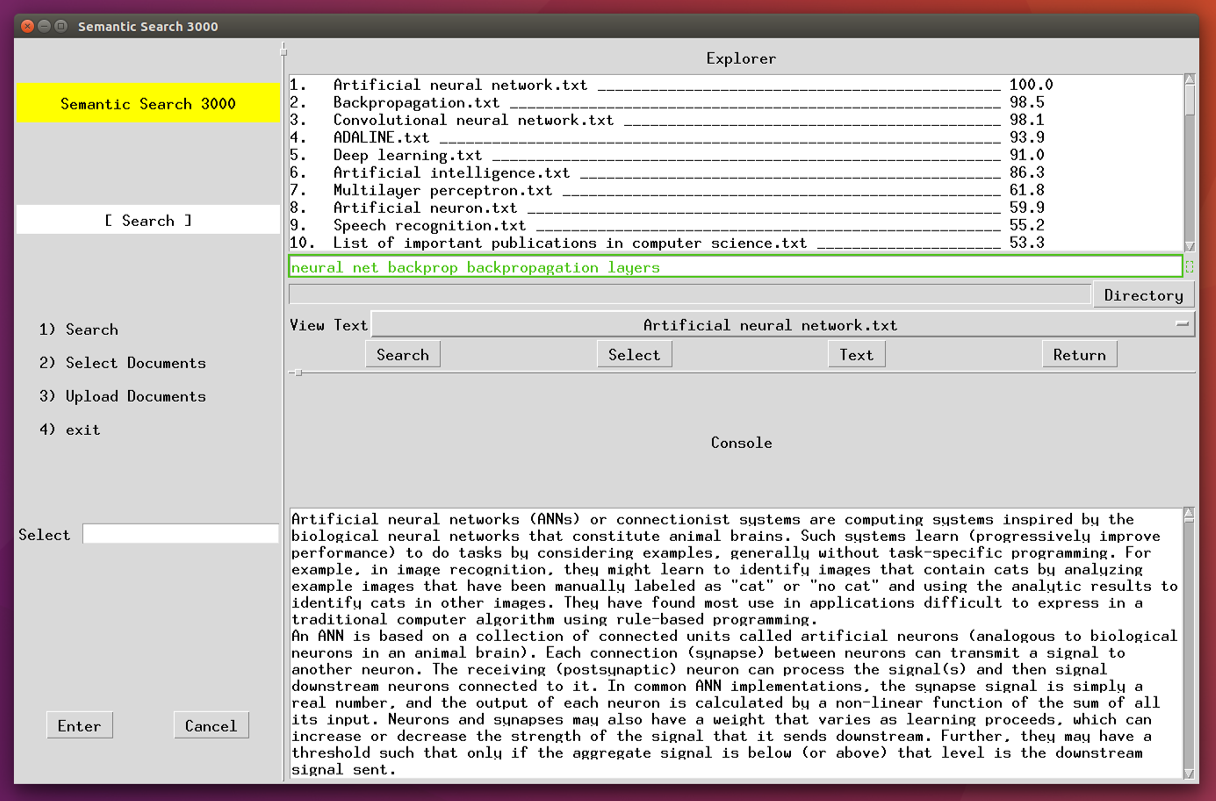 Semantic Search 3000
Semantic Search 3000
[ Search ]
1) Search
2) Select Documents
3) Upload Documents
4) exit
Select
Enter
Cancel
Explorer
1. Artificial neural network.txt ______________________________________________ 100.0
2. Backpropagation.txt ________________________________________________________ 98.5
3. Convolutional neural network.txt ___________________________________________ 98.1
4. ADALINE.txt ________________________________________________________________ 93.9
5. Deep learning.txt __________________________________________________________ 91.0
6. Artificial intelligence.txt ________________________________________________ 86.3
7. Multilayer perceptron.txt __________________________________________________ 61.8
8. Artificial neuron.txt ______________________________________________________ 59.9
9. Speech recognition.txt _____________________________________________________ 55.2
10. List of important publications in computer science.txt _____________________ 53.3
neural net backprop backpropagation layers
Directory
View Text Artificial neural network.txt
Search Select Text Return
Console
Artificial neural networks (ANNs) or connectionist systems are computing systems inspired by the
biological neural networks that constitute animal brains. Such systems learn (progressively improve
performance) to do tasks by considering examples, generally without task-specific programming. For
example, in image recognition, they might learn to identify images that contain cats by analyzing
example images that have been manually labeled as "cat" or "no cat" and using the analytic results to
identify cats in other images. They have found most use in applications difficult to express in a
traditional computer algorithm using rule-based programming.
An ANN is based on a collection of connected units called artificial neurons (analogous to biological
neurons in an animal brain). Each connection (synapse) between neurons can transmit a signal to
another neuron. The receiving (postsynaptic) neuron can process the signal(s) and then signal
downstream neurons connected to it. In common ANN implementations, the synapse signal is simply a
real number, and the output of each neuron is calculated by a non-linear function of the sum of all
its input. Neurons and synapses may also have a weight that varies as learning proceeds, which can
increase or decrease the strength of the signal that it sends downstream. Further, they may have a
threshold such that only if the aggregate signal is below (or above) that level is the downstream
signal sent.